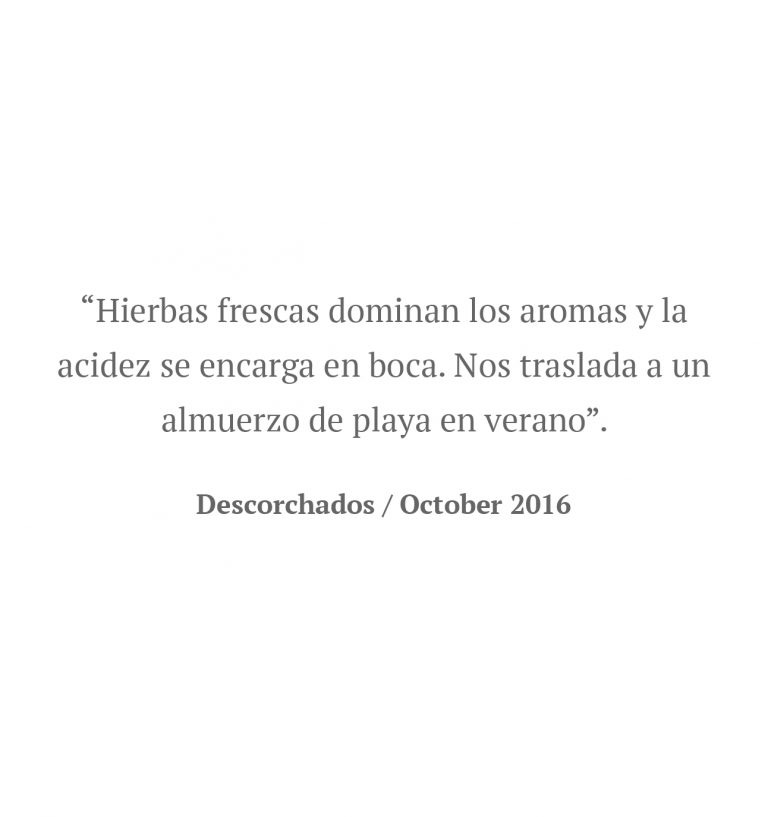 “Hierbas frescas dominan los aromas y la
acidez se encarga en boca. Nos traslada a un
almuerzo de playa en verano”.
Descorchados / October 2016